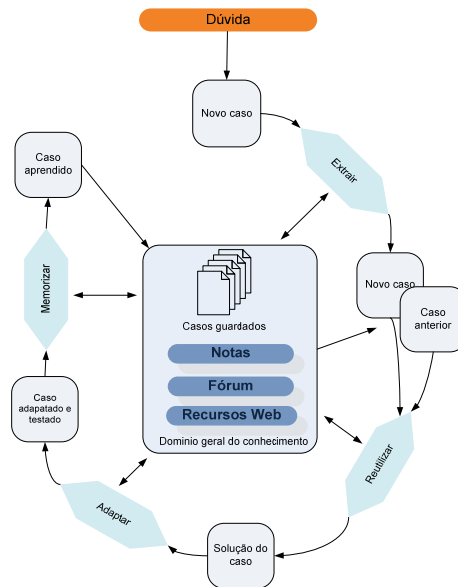 Dúvida
Novo caso
Extrair
Caso
aprendido
Memorizar
Novo caso
Caso
anterior
Casos guardados
Notas
Fórum
Recursos Web
Dominio geral do conhecimento
Caso
adapatado e
testado
Reutilizar
Adaptar
Solução do
caso